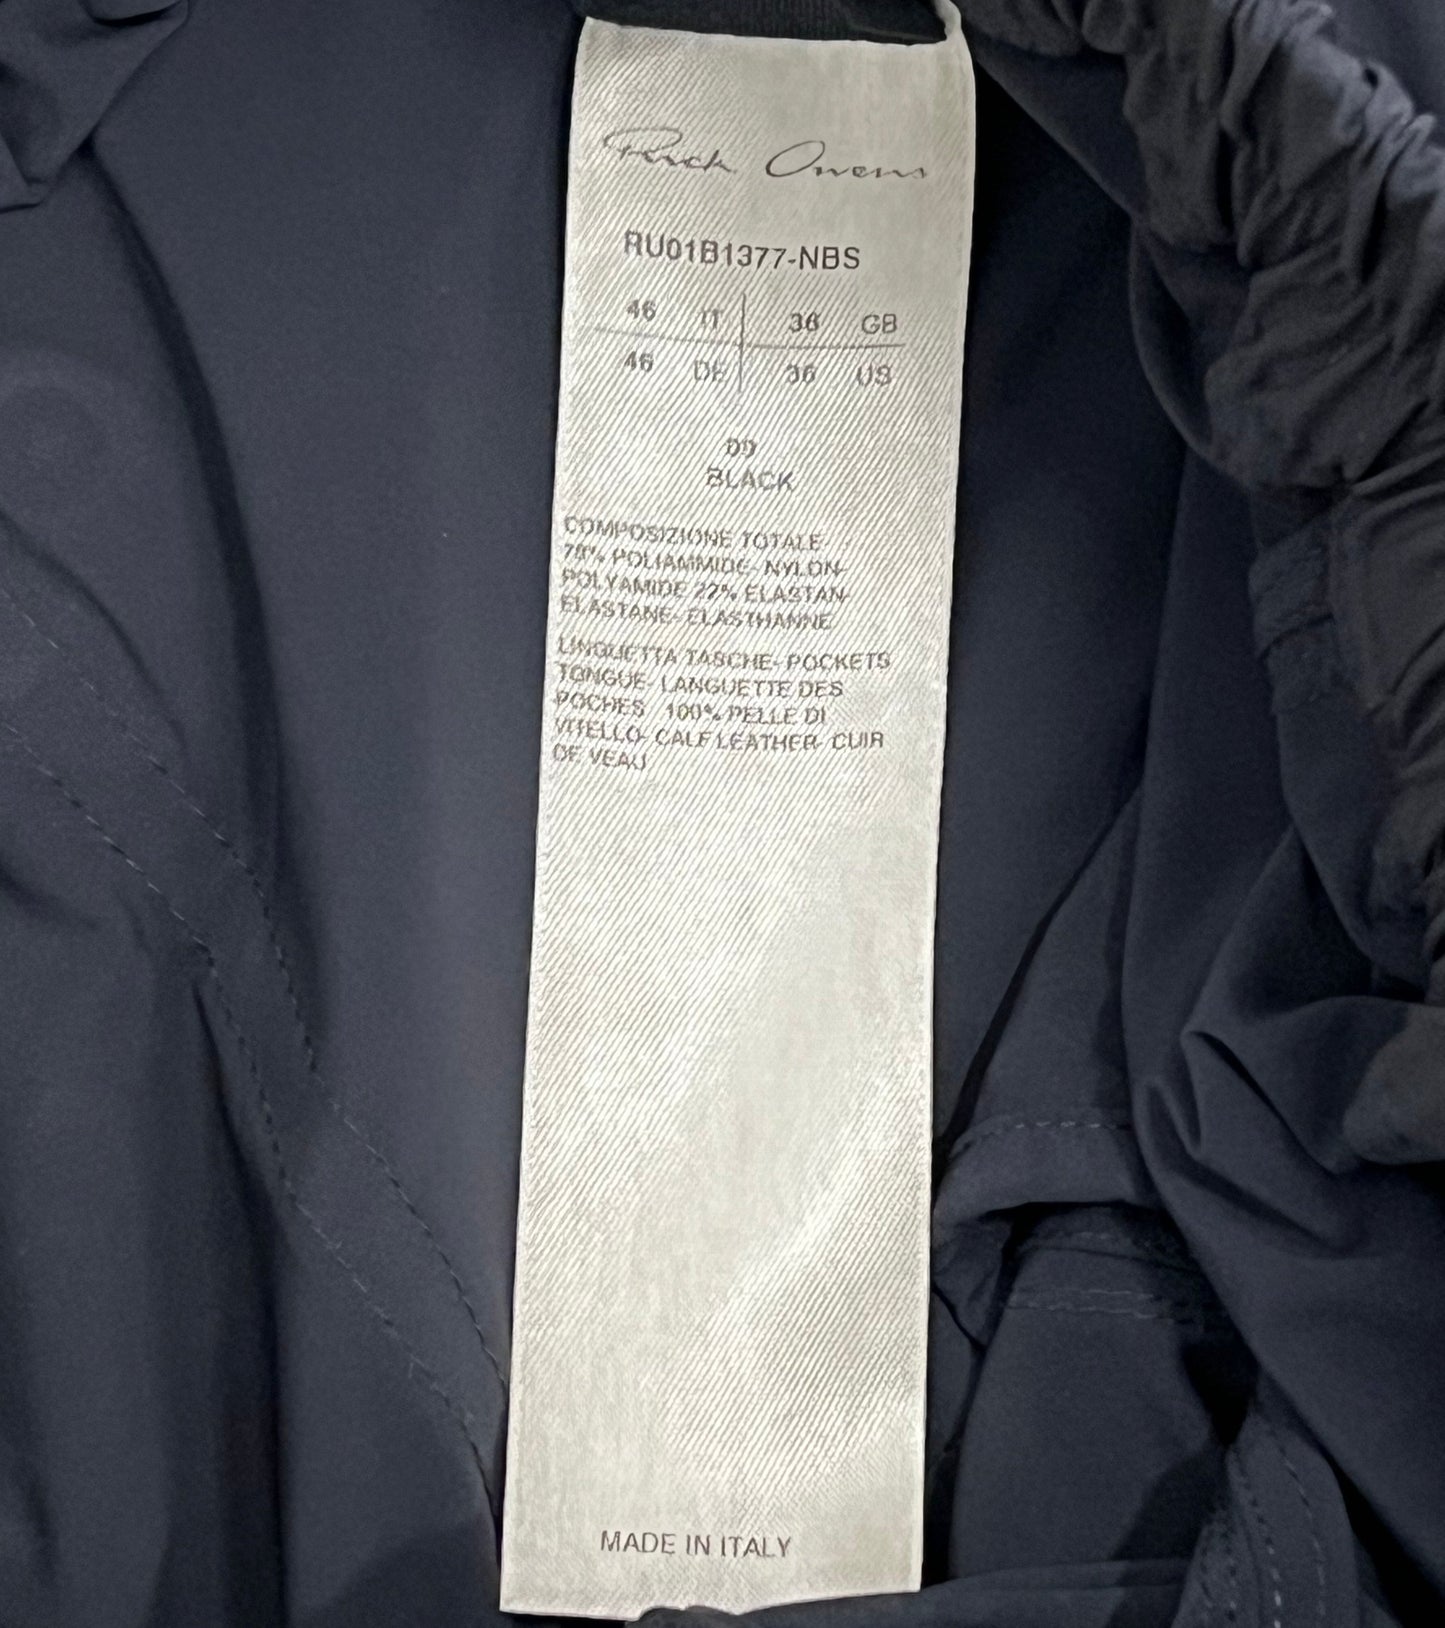 Rick Owens
RU01B1377-NBS
46 IT 36 GB
46 DE 36 US
09
BLACK
COMPOSIZIONE TOTALE-
78% POLIAMMIDE- NYLON-
POLYAMIDE 22% ELASTAN-
ELASTANE- ELASTHANNE
LINGUETTA TASCHE- POCKETS
TONGUE- LANGUETTE DES
POCHES 100% PELLE DI
VITELLO- CALF LEATHER- CUIR
DE VEAU
MADE IN ITALY